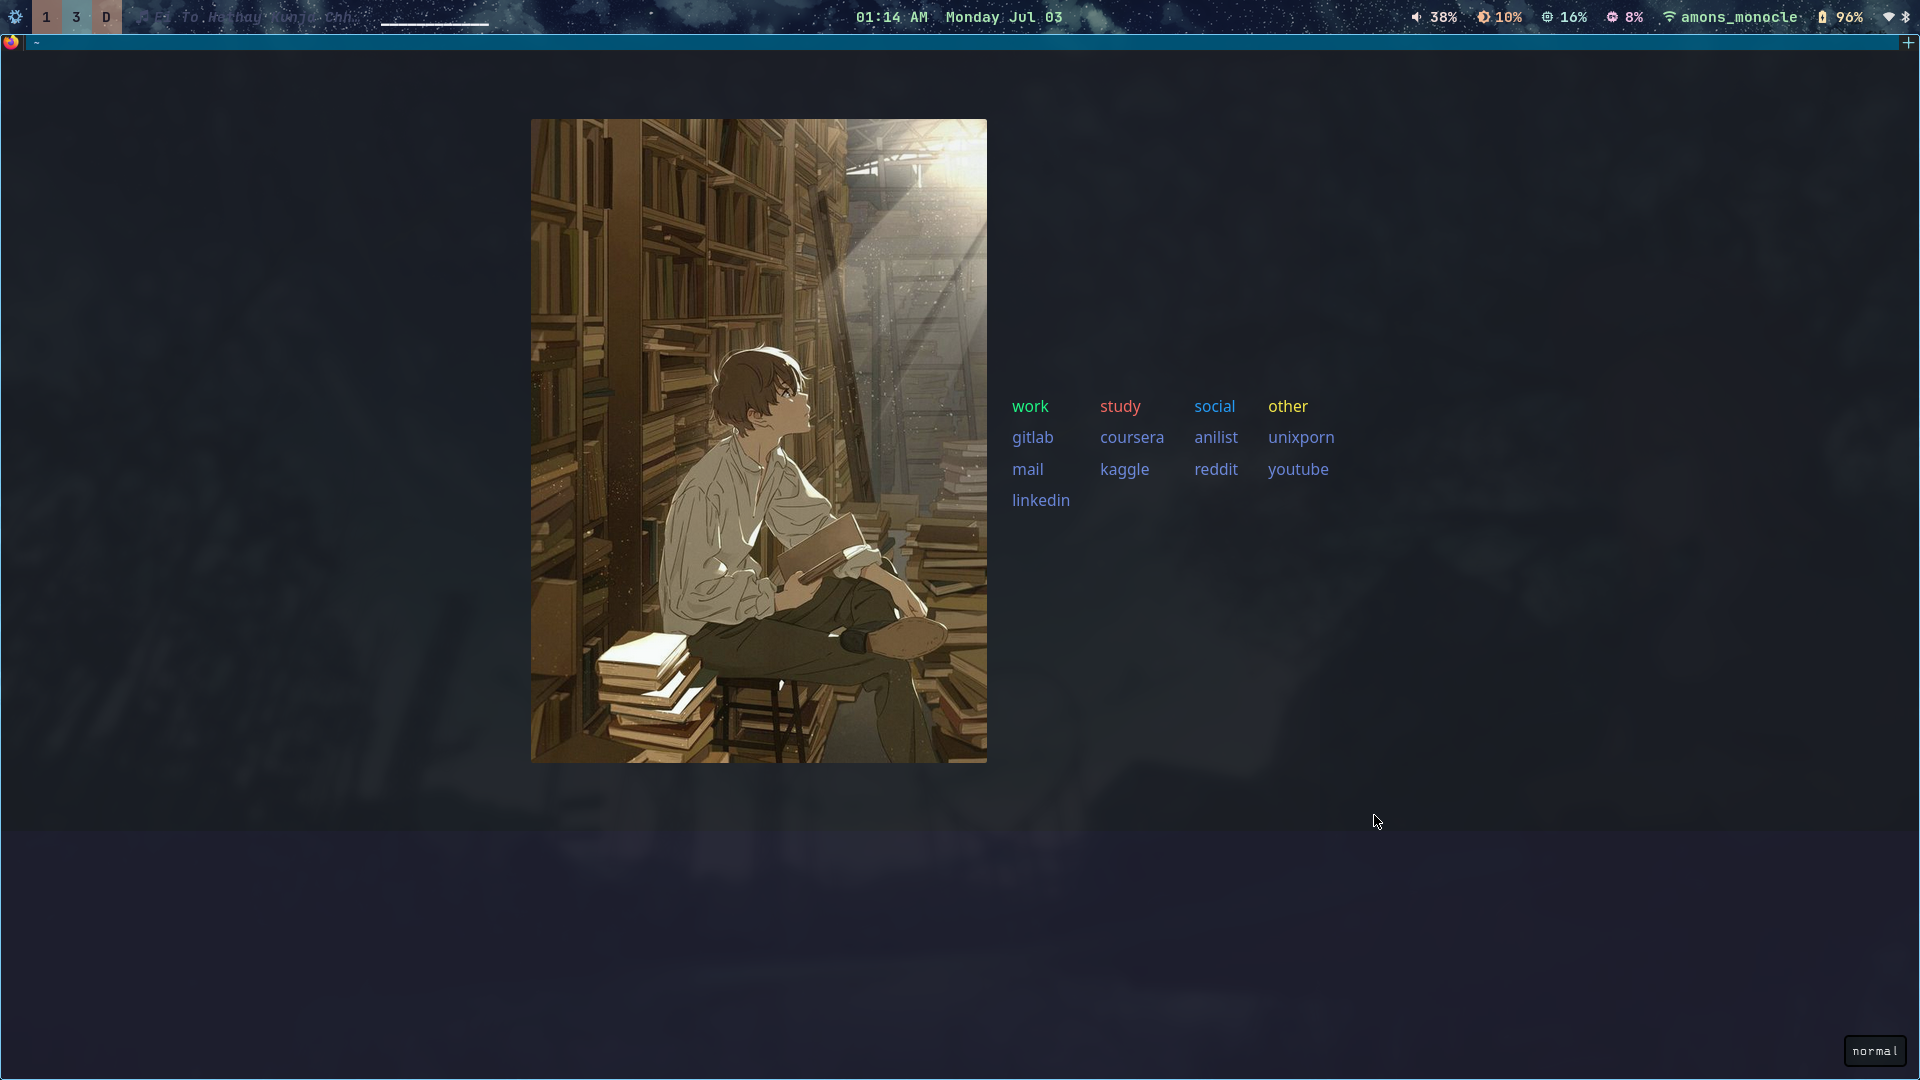 1 3 D
01:14 AM Monday Jul 03
38% 10% 16% 8% amons_monocle 96%
~
work study social other
gitlab coursera anilist unixporn
mail kaggle reddit youtube
linkedin
normal